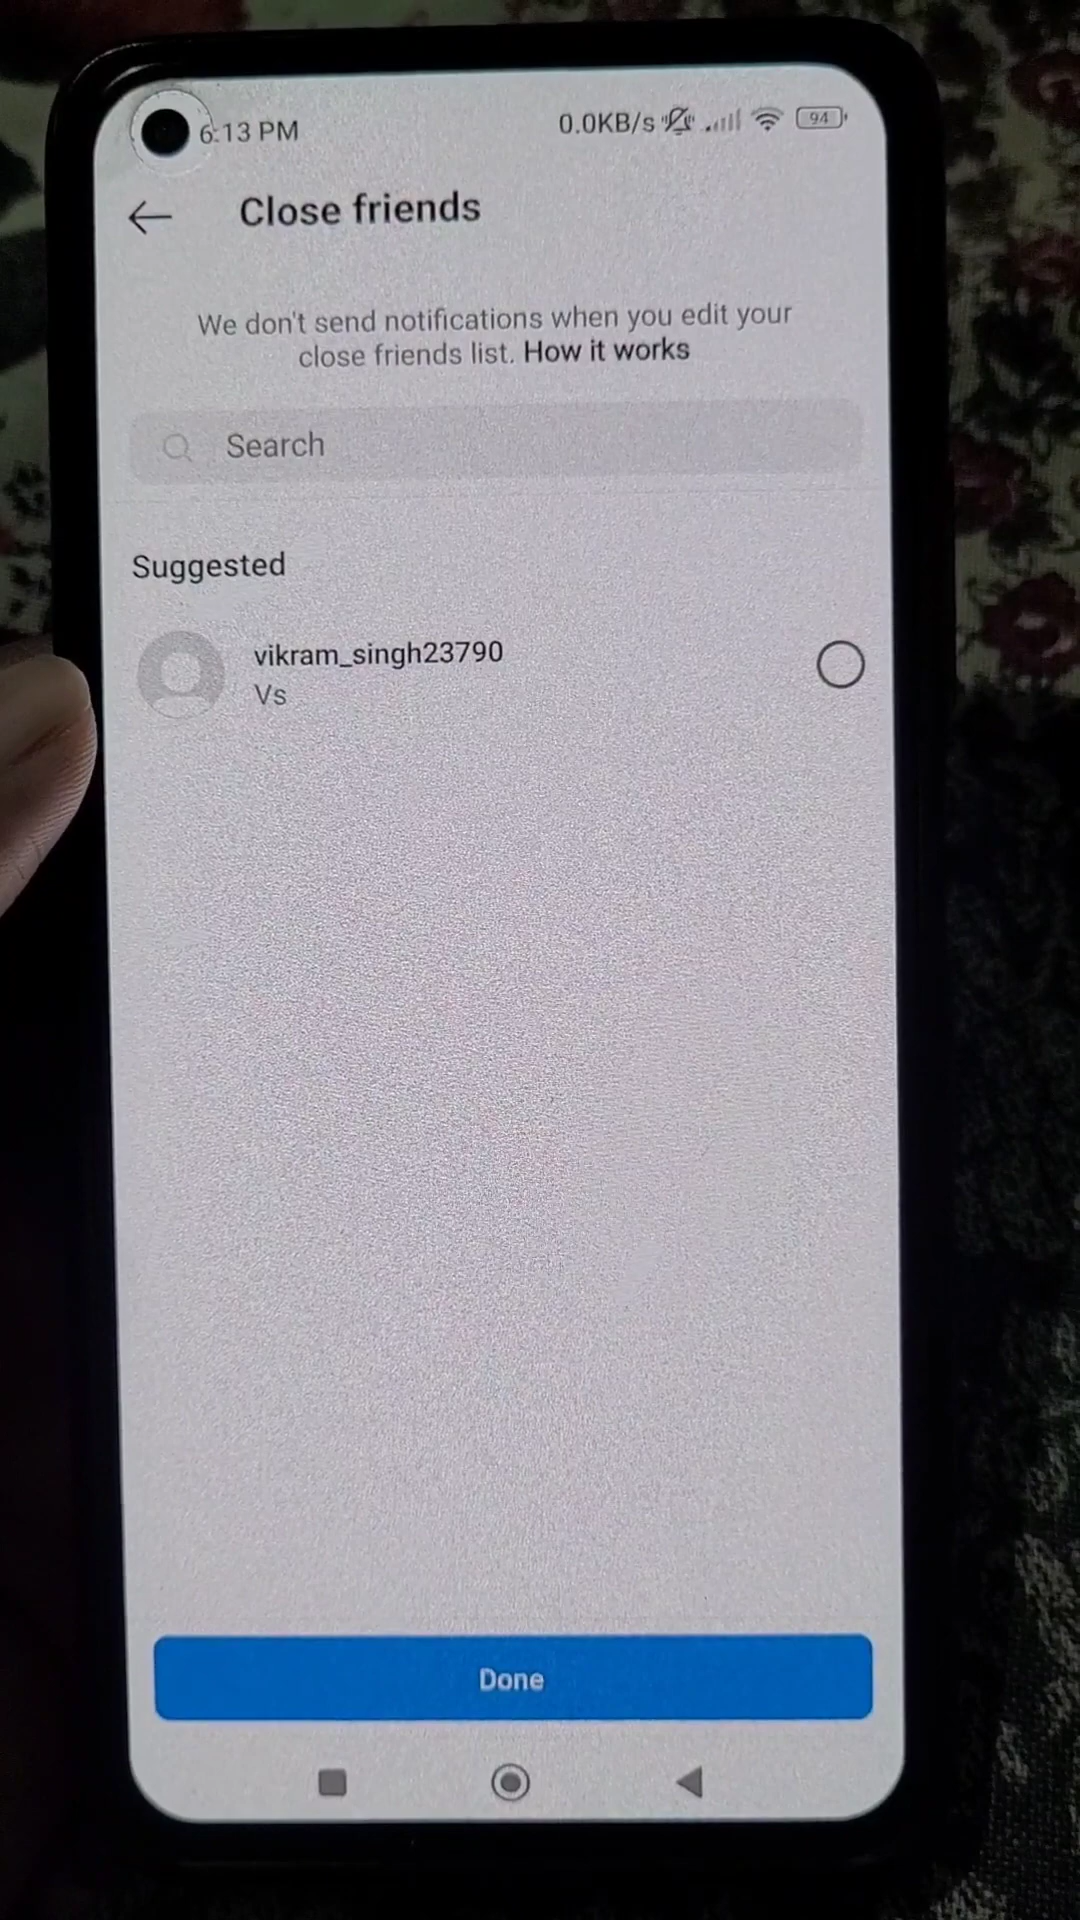 6:13 PM 0.0KB/s 94
Close friends
We don't send notifications when you edit your
close friends list. How it works
Search
Suggested
vikram_singh23790
Vs
Done